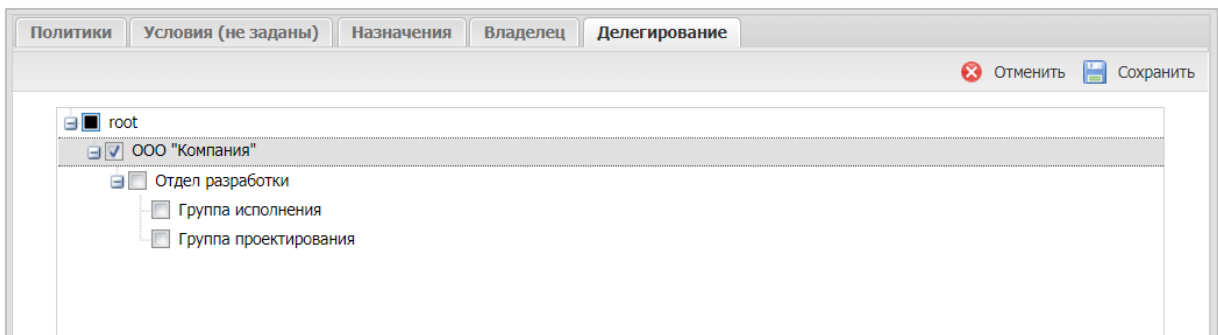 Политики Условия (не заданы) Назначения Владелец Делегирование
Отменить Сохранить
root
ООО "Компания"
Отдел разработки
Группа исполнения
Группа проектирования